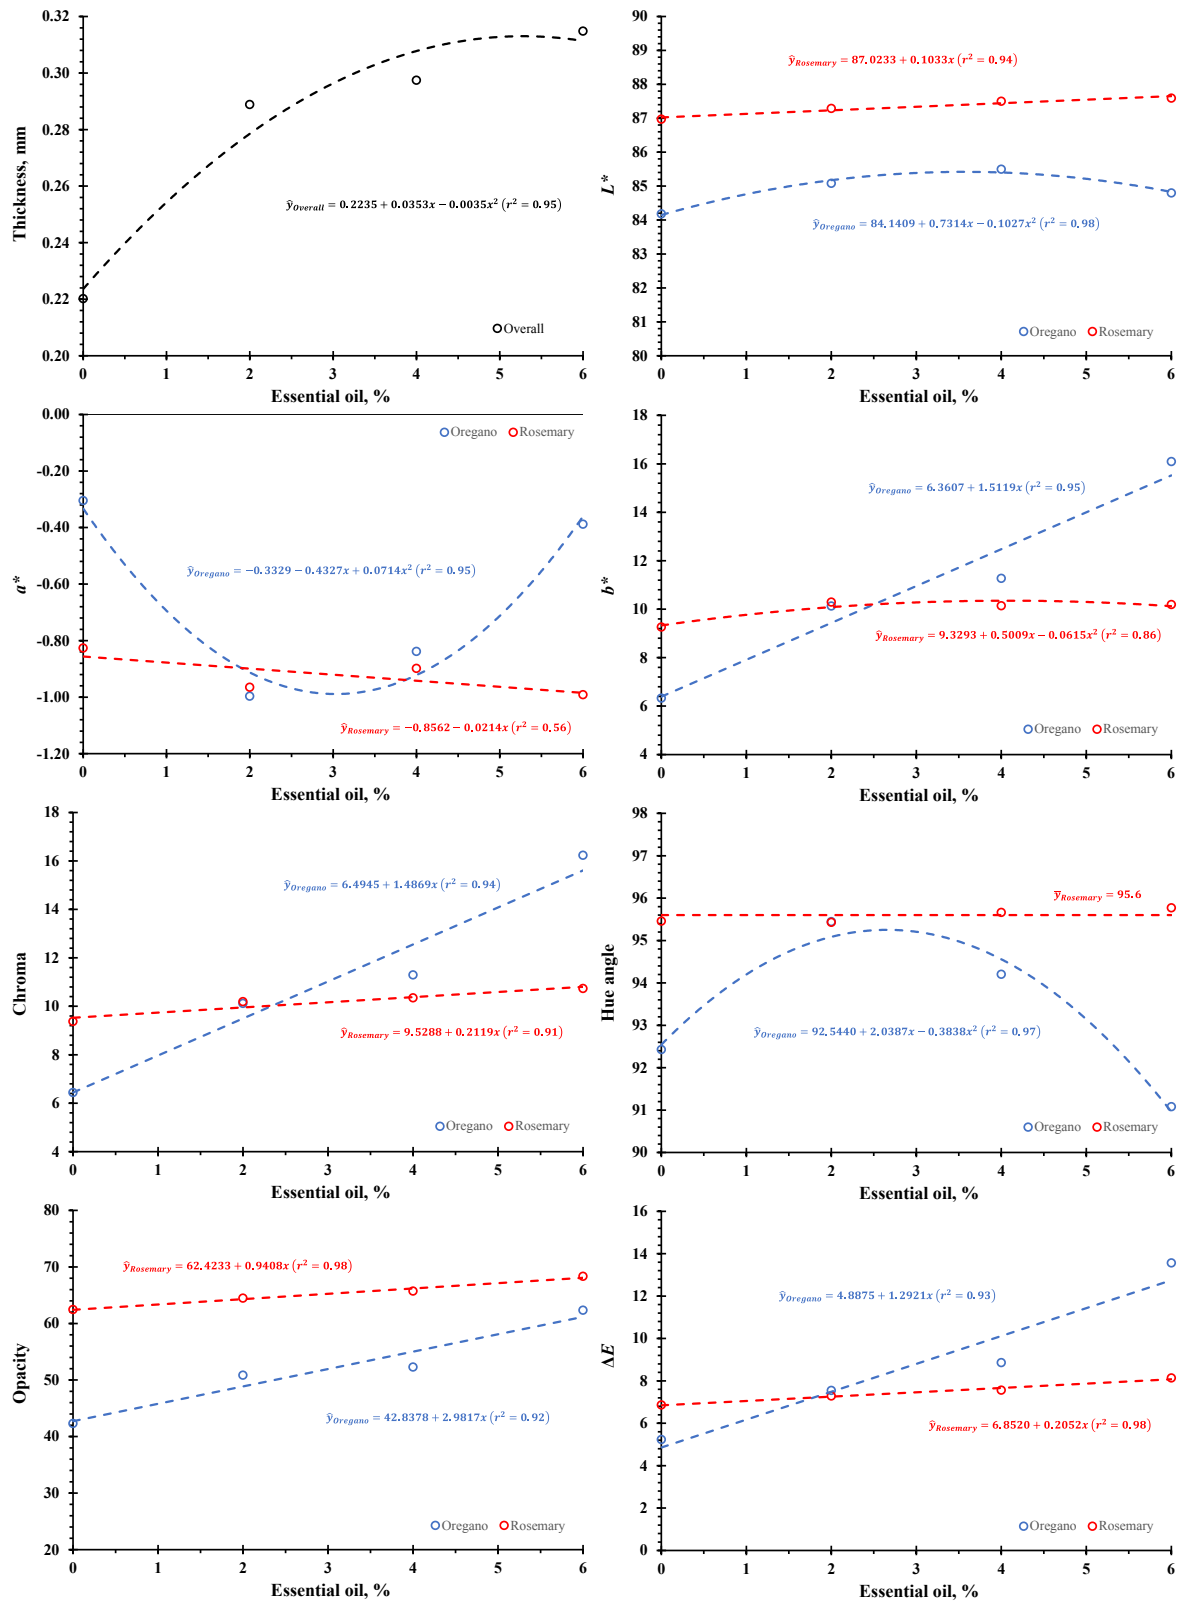 0.32
0.30
0.28
0.26
0.24
0.22
0.20
Thickness, mm
ŷOverall = 0.2235 + 0.0353x − 0.0035x² (r² = 0.95)
Overall
0 1 2 3 4 5 6
Essential oil, %
90
89
88
87
86
85
84
83
82
81
80
L*
ŷRosemary = 87.0233 + 0.1033x (r² = 0.94)
ŷOregano = 84.1409 + 0.7314x − 0.1027x² (r² = 0.98)
Oregano Rosemary
0 1 2 3 4 5 6
Essential oil, %
0.00
-0.20
-0.40
-0.60
-0.80
-1.00
-1.20
a*
Oregano Rosemary
ŷOregano = −0.3329 − 0.4327x + 0.0714x² (r² = 0.95)
ŷRosemary = −0.8562 − 0.0214x (r² = 0.56)
0 1 2 3 4 5 6
Essential oil, %
18
16
14
12
10
8
6
4
b*
ŷOregano = 6.3607 + 1.5119x (r² = 0.95)
ŷRosemary = 9.3293 + 0.5009x − 0.0615x² (r² = 0.86)
Oregano Rosemary
0 1 2 3 4 5 6
Essential oil, %
18
16
14
12
10
8
6
4
Chroma
ŷOregano = 6.4945 + 1.4869x (r² = 0.94)
ŷRosemary = 9.5288 + 0.2119x (r² = 0.91)
Oregano Rosemary
0 1 2 3 4 5 6
Essential oil, %
98
97
96
95
94
93
92
91
90
Hue angle
ȳRosemary = 95.6
ŷOregano = 92.5440 + 2.0387x − 0.3838x² (r² = 0.97)
Oregano Rosemary
0 1 2 3 4 5 6
Essential oil, %
80
70
60
50
40
30
20
Opacity
ŷRosemary = 62.4233 + 0.9408x (r² = 0.98)
ŷOregano = 42.8378 + 2.9817x (r² = 0.92)
Oregano Rosemary
0 1 2 3 4 5 6
Essential oil, %
16
14
12
10
8
6
4
2
0
ΔE
ŷOregano = 4.8875 + 1.2921x (r² = 0.93)
ŷRosemary = 6.8520 + 0.2052x (r² = 0.98)
Oregano Rosemary
0 1 2 3 4 5 6
Essential oil, %